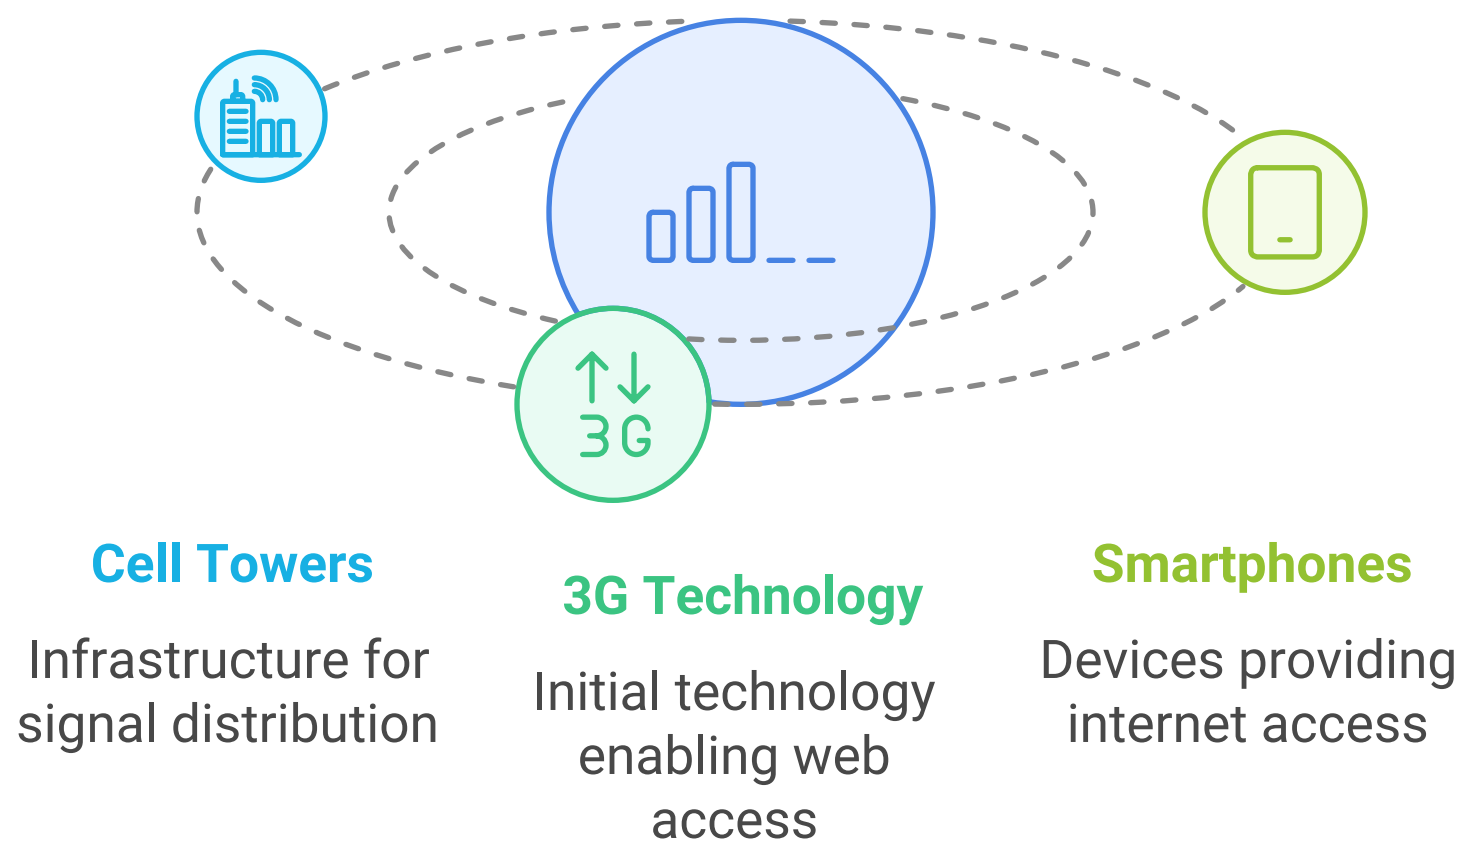 3G
Cell Towers
Infrastructure for
signal distribution
3G Technology
Initial technology
enabling web
access
Smartphones
Devices providing
internet access